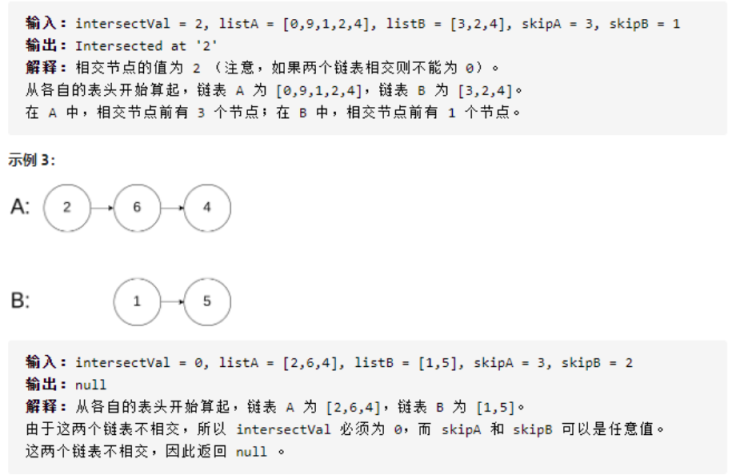 输入：intersectVal = 2, listA = [0,9,1,2,4], listB = [3,2,4], skipA = 3, skipB = 1
输出：Intersected at '2'
解释：相交节点的值为 2 （注意，如果两个链表相交则不能为 0）。
从各自的表头开始算起，链表 A 为 [0,9,1,2,4]，链表 B 为 [3,2,4]。
在 A 中，相交节点前有 3 个节点；在 B 中，相交节点前有 1 个节点。
示例 3：
A: 2 6 4
B: 1 5
输入：intersectVal = 0, listA = [2,6,4], listB = [1,5], skipA = 3, skipB = 2
输出：null
解释：从各自的表头开始算起，链表 A 为 [2,6,4]，链表 B 为 [1,5]。
由于这两个链表不相交，所以 intersectVal 必须为 0，而 skipA 和 skipB 可以是任意值。
这两个链表不相交，因此返回 null 。